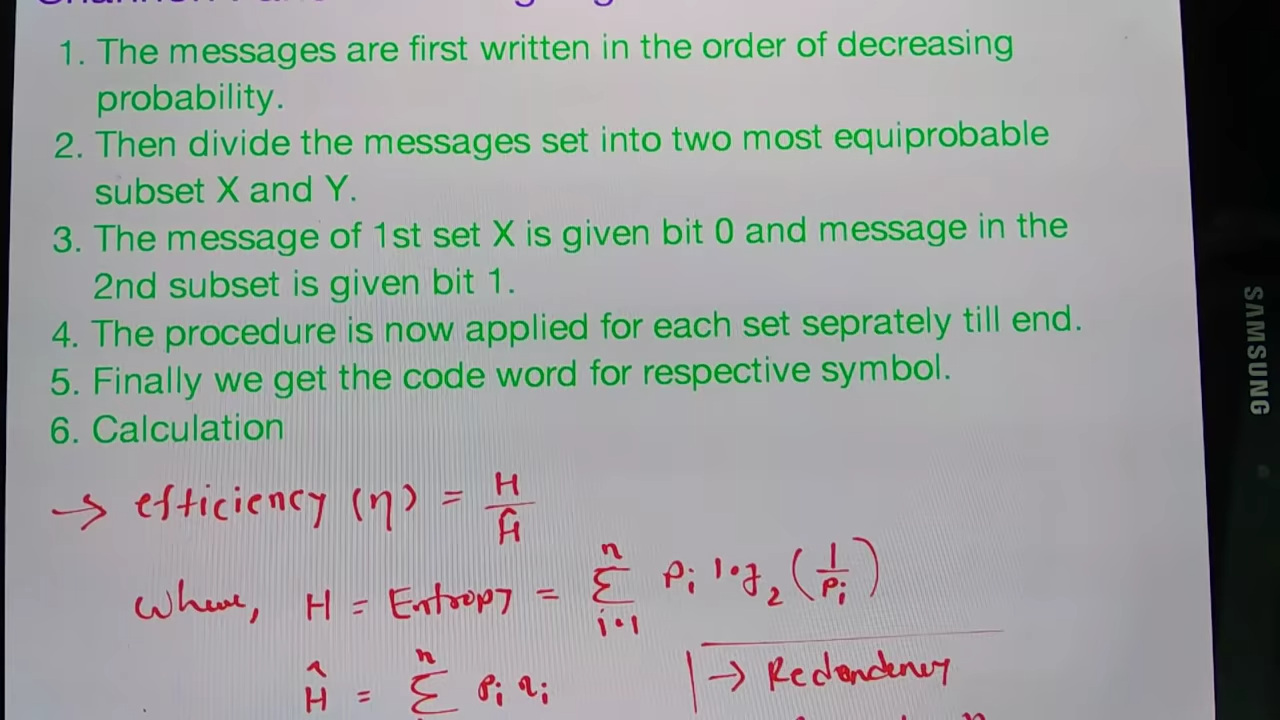 1. The messages are first written in the order of decreasing
probability.
2. Then divide the messages set into two most equiprobable
subset X and Y.
3. The message of 1st set X is given bit 0 and message in the
2nd subset is given bit 1.
4. The procedure is now applied for each set seprately till end.
5. Finally we get the code word for respective symbol.
6. Calculation
→ efficiency (η) = H / Ĥ
where, H = Entropy = Σ i=1 n Pi log2 (1/Pi)
Ĥ = Σ n Pi ni
→ Redendency
SAMSUNG